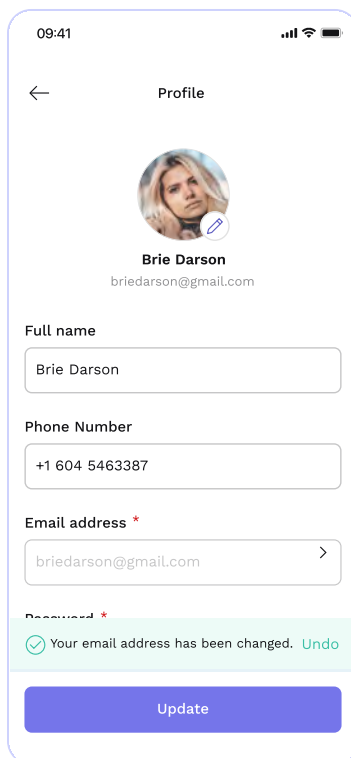 09:41
Profile
Brie Darson
briedarson@gmail.com
Full name
Brie Darson
Phone Number
+1 604 5463387
Email address *
briedarson@gmail.com
Password *
Your email address has been changed. Undo
Update